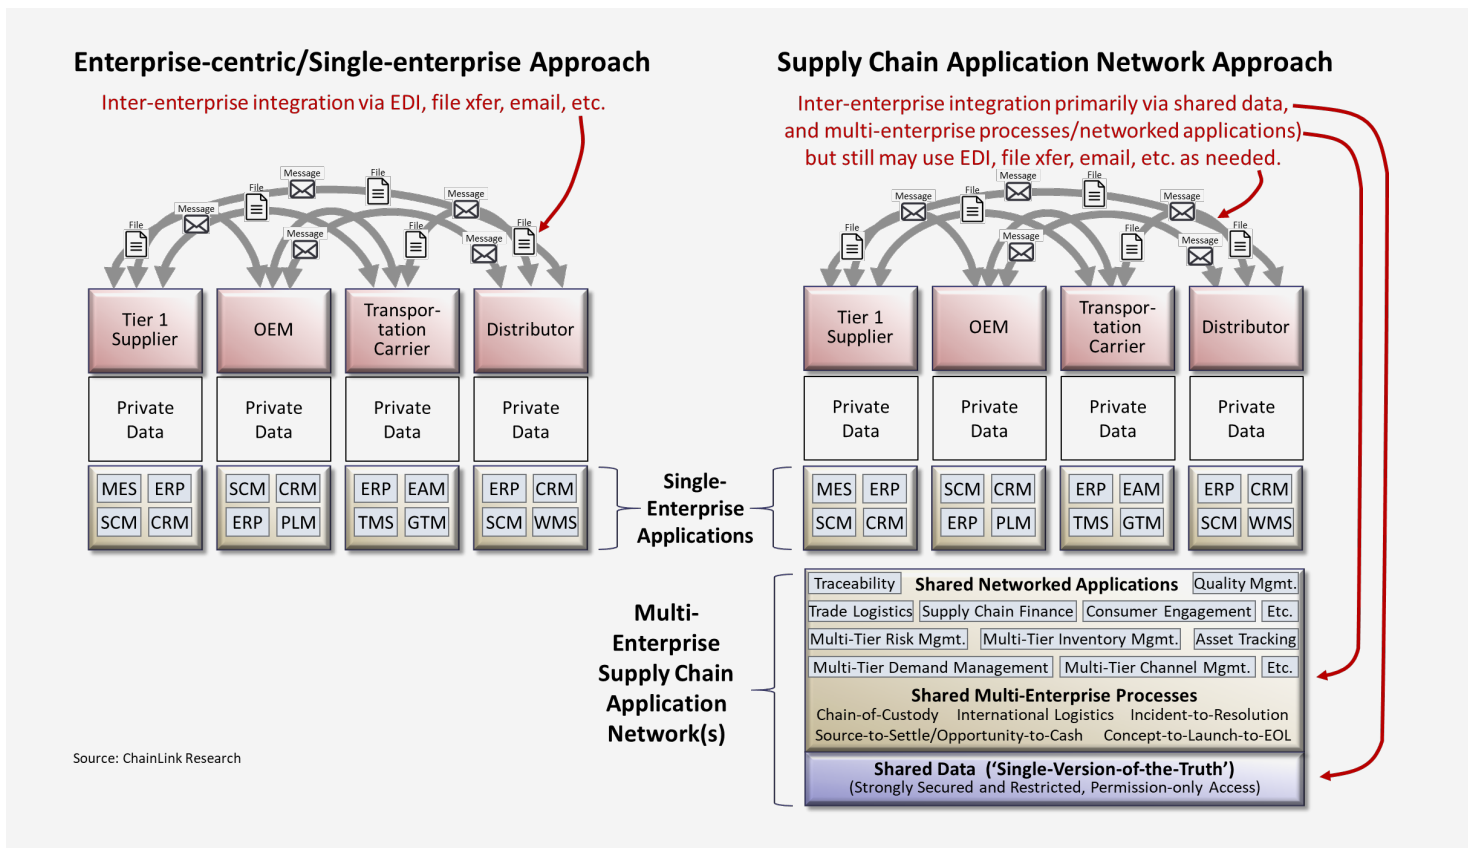 Enterprise-centric/Single-enterprise Approach
Inter-enterprise integration via EDI, file xfer, email, etc.
Message
File
File
Message
Message
File
Message
File
Message
File
Tier 1
Supplier
OEM
Transpor-
tation
Carrier
Distributor
Private
Data
Private
Data
Private
Data
Private
Data
MES ERP
SCM CRM
SCM CRM
ERP PLM
ERP EAM
TMS GTM
ERP CRM
SCM WMS
Single-
Enterprise
Applications
Supply Chain Application Network Approach
Inter-enterprise integration primarily via shared data,
and multi-enterprise processes/networked applications)
but still may use EDI, file xfer, email, etc. as needed.
Message
File
File
Message
Message
File
Message
File
Message
File
Tier 1
Supplier
OEM
Transpor-
tation
Carrier
Distributor
Private
Data
Private
Data
Private
Data
Private
Data
MES ERP
SCM CRM
SCM CRM
ERP PLM
ERP EAM
TMS GTM
ERP CRM
SCM WMS
Multi-
Enterprise
Supply Chain
Application
Network(s)
Traceability Shared Networked Applications Quality Mgmt.
Trade Logistics Supply Chain Finance Consumer Engagement Etc.
Multi-Tier Risk Mgmt. Multi-Tier Inventory Mgmt. Asset Tracking
Multi-Tier Demand Management Multi-Tier Channel Mgmt. Etc.
Shared Multi-Enterprise Processes
Chain-of-Custody International Logistics Incident-to-Resolution
Source-to-Settle/Opportunity-to-Cash Concept-to-Launch-to-EOL
Shared Data (‘Single-Version-of-the-Truth’)
(Strongly Secured and Restricted, Permission-only Access)
Source: ChainLink Research